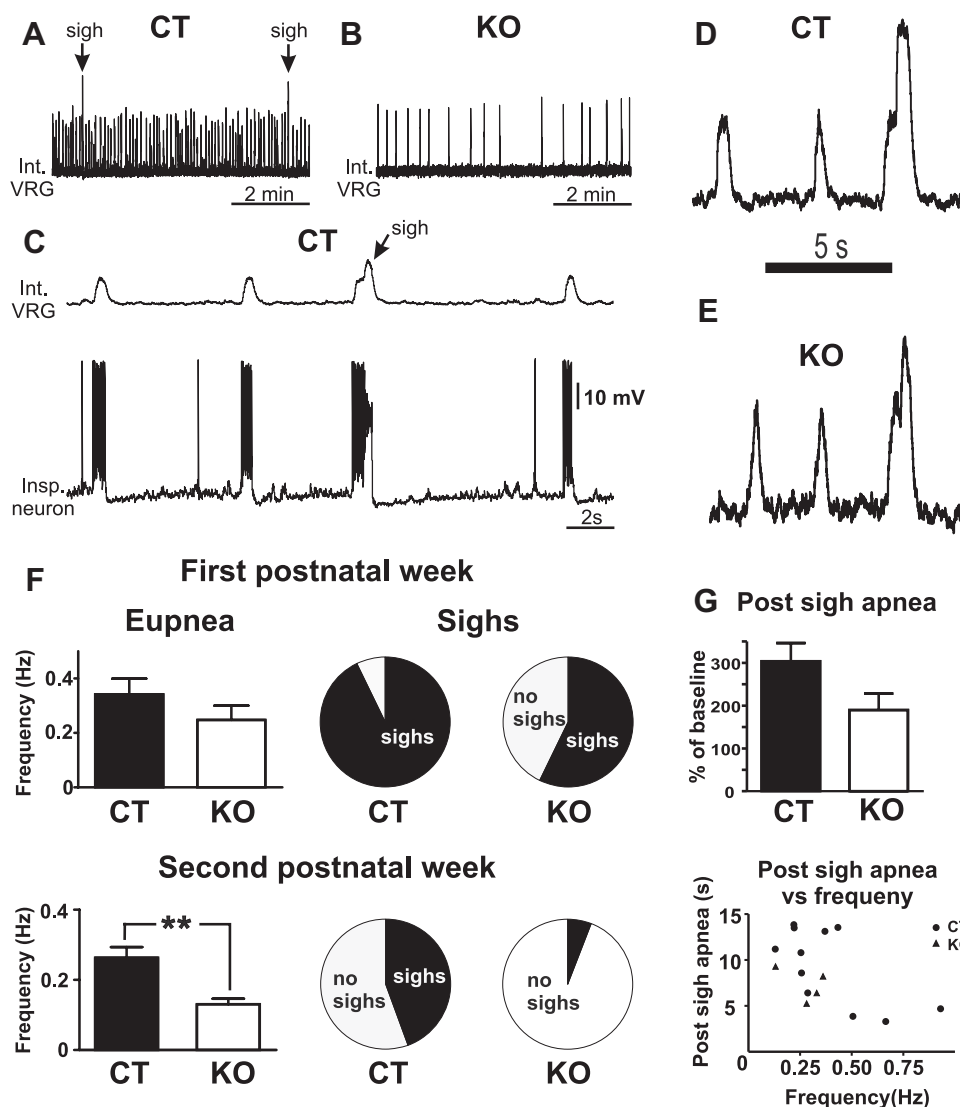 A
CT
sigh
sigh
Int.
VRG
2 min
B
KO
Int.
VRG
2 min
C
CT
sigh
Int.
VRG
10 mV
Insp.
neuron
2s
D
CT
5 s
E
KO
F
First postnatal week
Eupnea
Sighs
Frequency (Hz)
0.4
0.2
0
CT
KO
sighs
CT
no
sighs
sighs
KO
Second postnatal week
Frequency (Hz)
0.4
0.2
0
**
CT
KO
no
sighs
sighs
CT
no
sighs
KO
G
Post sigh apnea
% of baseline
300
200
100
0
CT
KO
Post sigh apnea
vs frequeny
Post sigh apnea (s)
15
10
5
0
0.25
0.50
0.75
Frequency(Hz)